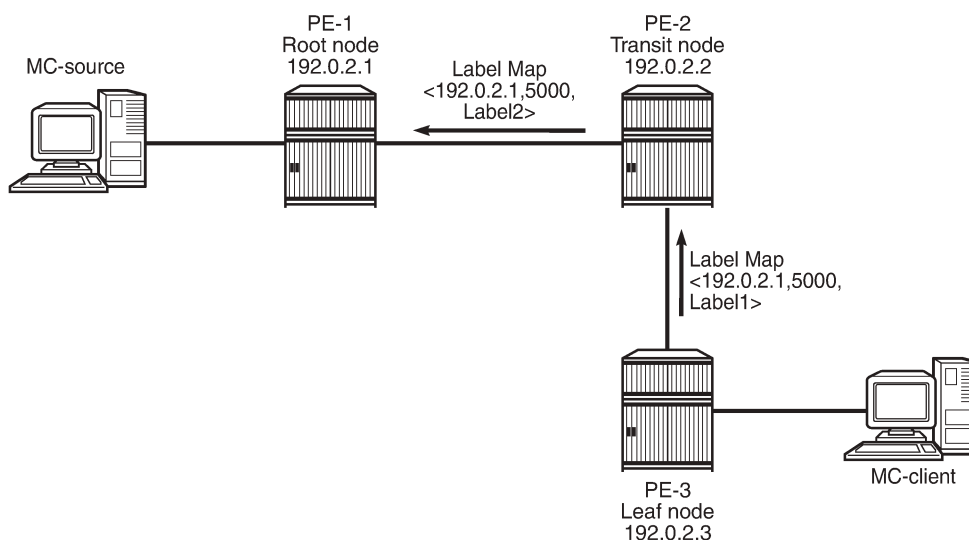 PE-1
Root node
192.0.2.1
PE-2
Transit node
192.0.2.2
MC-source
Label Map
<192.0.2.1,5000,
Label2>
Label Map
<192.0.2.1,5000,
Label1>
MC-client
PE-3
Leaf node
192.0.2.3